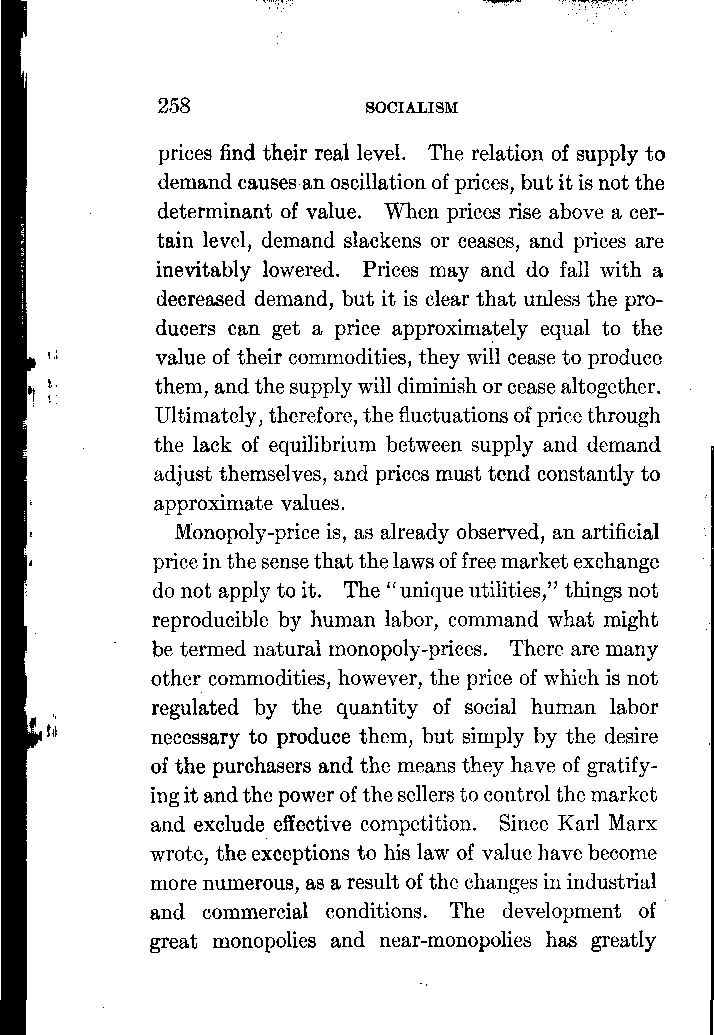 258 SOCIALISM
prices find their real level. The relation of supply to
demand causes an oscillation of prices, but it is not the
determinant of value. When prices rise above a cer-
tain level, demand slackens or ceases, and prices are
inevitably lowered. Prices may and do fall with a
decreased demand, but it is clear that unless the pro-
ducers can get a price approximately equal to the
value of their commodities, they will cease to produce
them, and the supply will diminish or cease altogether.
Ultimately, therefore, the fluctuations of price through
the lack of equilibrium between supply and demand
adjust themselves, and prices must tend constantly to
approximate values.
Monopoly-price is, as already observed, an artificial
price in the sense that the laws of free market exchange
do not apply to it. The "unique utilities," things not
reproducible by human labor, command what might
be termed natural monopoly-prices. There are many
other commodities, however, the price of which is not
regulated by the quantity of social human labor
necessary to produce them, but simply by the desire
of the purchasers and the means they have of gratify-
ing it and the power of the sellers to control the market
and exclude effective competition. Since Karl Marx
wrote, the exceptions to his law of value have become
more numerous, as a result of the changes in industrial
and commercial conditions. The development of
great monopolies and near-monopolies has greatly